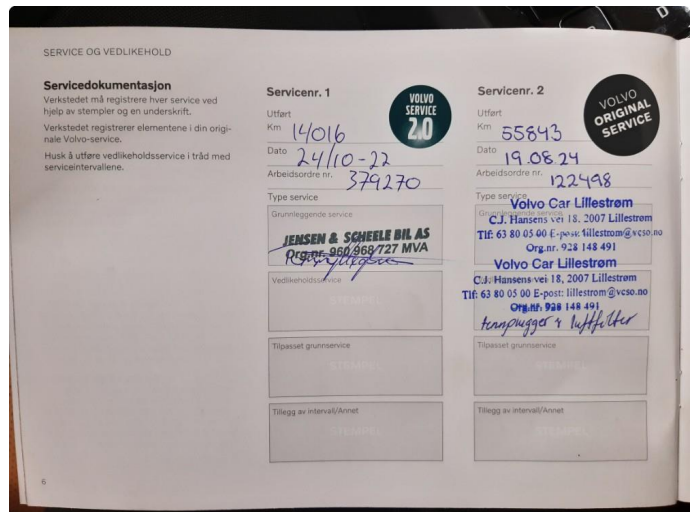 SERVICE OG VEDLIKEHOLD
Servicedokumentasjon
Verkstedet må registrere hver service ved
hjelp av stempler og en underskrift.
Verkstedet registrerer elementene i din origi-
nale Volvo-service.
Husk å utføre vedlikeholdsservice i tråd med
serviceintervallene.
Servicenr. 1
VOLVO
SERVICE
2.0
Utført
Km 14016
Dato 24/10-22
Arbeidsordre nr. 379270
Type service
Grunnleggende service
JENSEN & SCHEELE BIL AS
Org.nr. 960 968 727 MVA
Vedlikeholdsservice
STEMPEL
Tilpasset grunnservice
STEMPEL
Tillegg av intervall/Annet
STEMPEL
Servicenr. 2
VOLVO
ORIGINAL
SERVICE
Utført
Km 55843
Dato 19.08.24
Arbeidsordre nr. 122498
Type service
Grunnleggende service
Volvo Car Lillestrøm
C.J. Hansens vei 18, 2007 Lillestrøm
Tlf: 63 80 05 00 E-post: lillestrom@vcso.no
Org.nr. 928 148 491
Volvo Car Lillestrøm
C.J. Hansens vei 18, 2007 Lillestrøm
Tlf: 63 80 05 00 E-post: lillestrom@vcso.no
Org.nr. 928 148 491
tennplugger & luftfilter
Tilpasset grunnservice
STEMPEL
Tillegg av intervall/Annet
STEMPEL
6
D